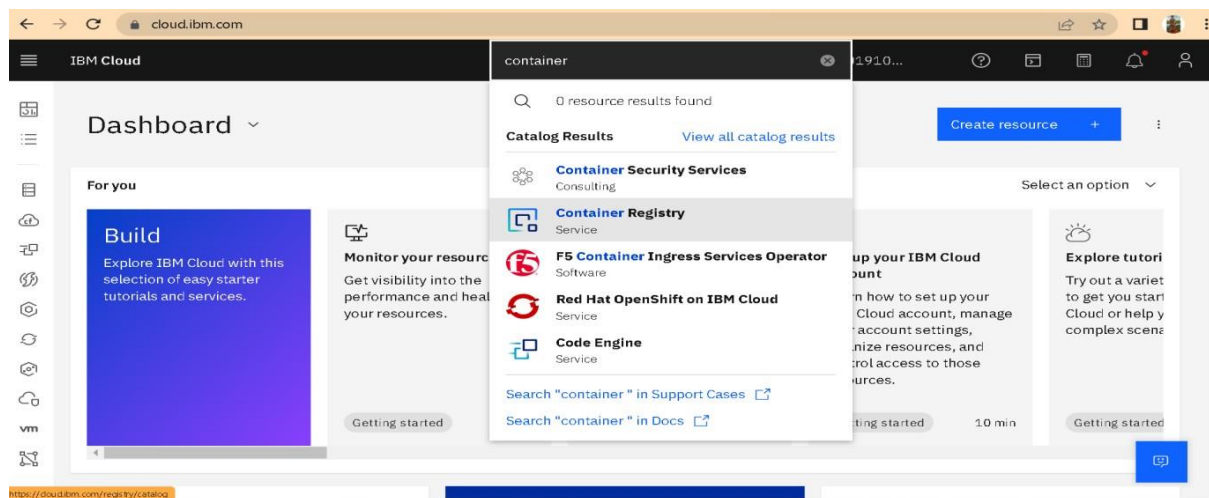 cloud.ibm.com
IBM Cloud
container
1910...
0 resource results found
Catalog Results View all catalog results
Container Security Services
Consulting
Container Registry
Service
F5 Container Ingress Services Operator
Software
Red Hat OpenShift on IBM Cloud
Service
Code Engine
Service
Search "container " in Support Cases
Search "container " in Docs
Dashboard
Create resource +
For you
Select an option
Build
Explore IBM Cloud with this
selection of easy starter
tutorials and services.
Monitor your resourc
Get visibility into the
performance and heal
your resources.
Getting started
up your IBM Cloud
unt
n how to set up your
Cloud account, manage
account settings,
nize resources, and
rol access to those
urces.
ting started 10 min
Explore tutori
Try out a variet
to get you start
Cloud or help y
complex scena
Getting started
vm
https://cloud.ibm.com/registry/catalog